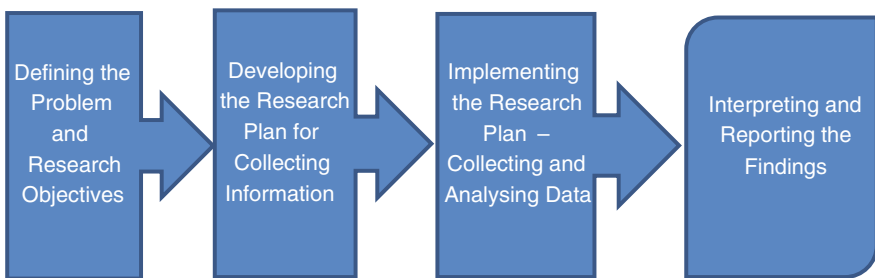 Defining the
Problem
and
Research
Objectives
Developing
the Research
Plan for
Collecting
Information
Implementing
the Research
Plan –
Collecting and
Analysing Data
Interpreting and
Reporting the
Findings